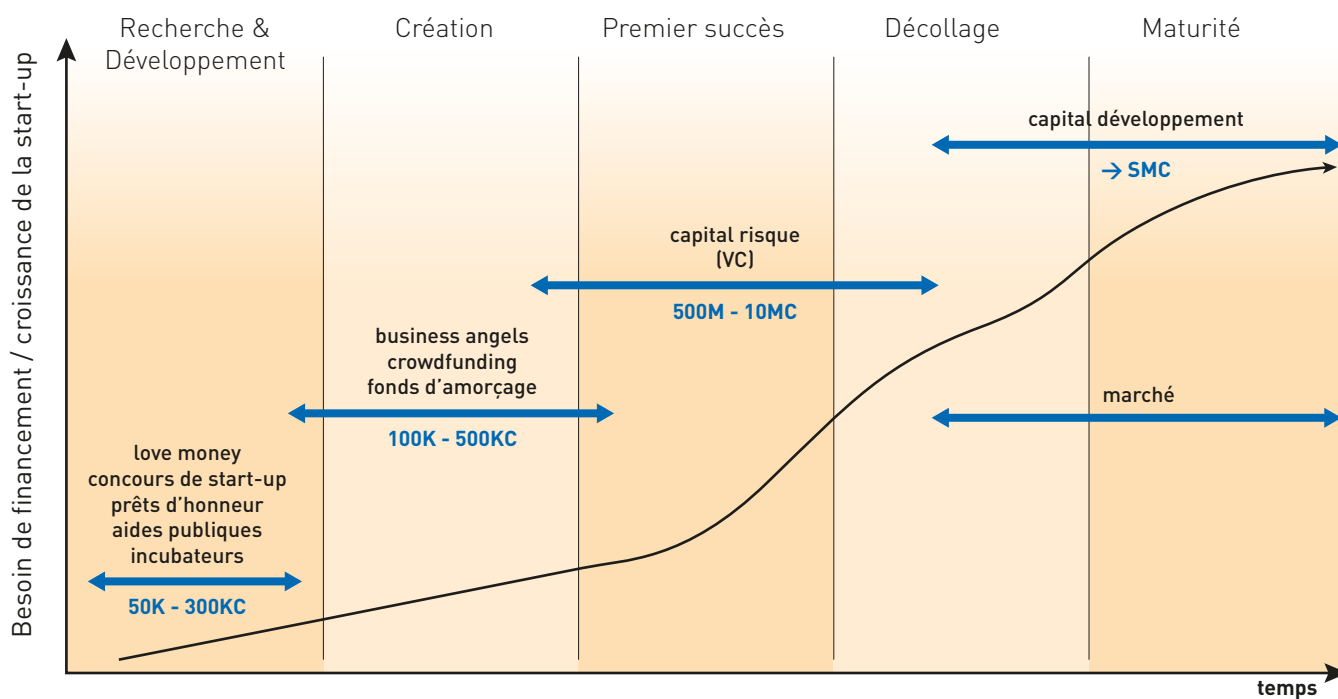 Recherche &
Développement
Création
Premier succès
Décollage
Maturité
Besoin de financement / croissance de la start-up
capital développement
→ SMC
capital risque
(VC)
500M - 10MC
business angels
crowdfunding
fonds d'amorçage
100K - 500KC
marché
love money
concours de start-up
prêts d'honneur
aides publiques
incubateurs
50K - 300KC
temps